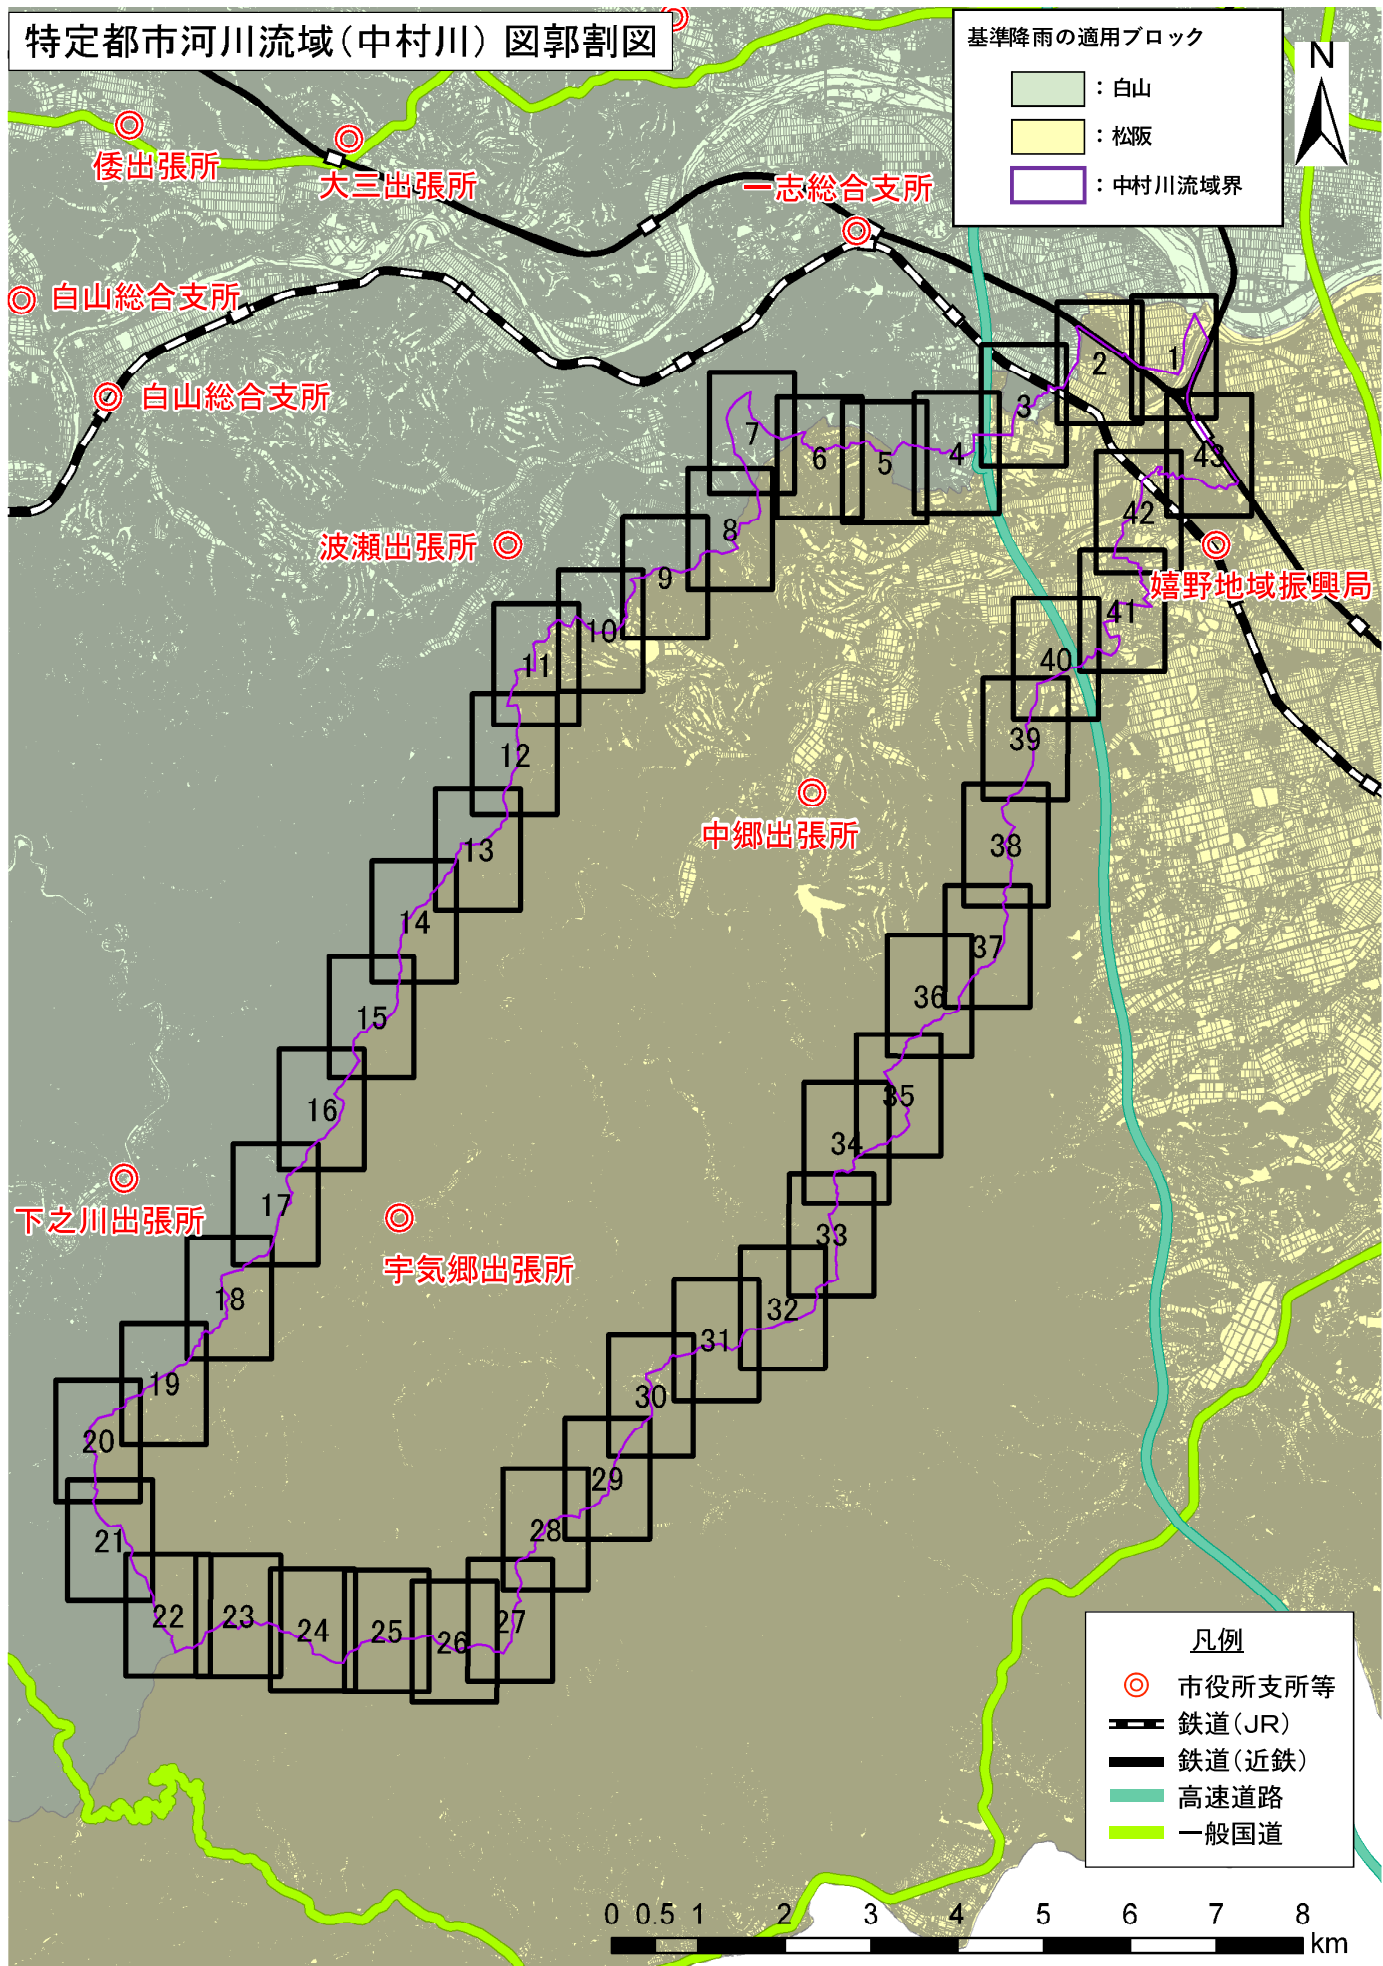 特定都市河川流域（中村川）図郭割図
基準降雨の適用ブロック
：白山
：松阪
：中村川流域界
N
倭出張所
大三出張所
一志総合支所
白山総合支所
白山総合支所
波瀬出張所
嬉野地域振興局
中郷出張所
下之川出張所
宇気郷出張所
1
2
3
4
5
6
7
8
9
10
11
12
13
14
15
16
17
18
19
20
21
22
23
24
25
26
27
28
29
30
31
32
33
34
35
36
37
38
39
40
41
42
43
凡例
市役所支所等
鉄道（JR）
鉄道（近鉄）
高速道路
一般国道
0 0.5 1 2 3 4 5 6 7 8
km